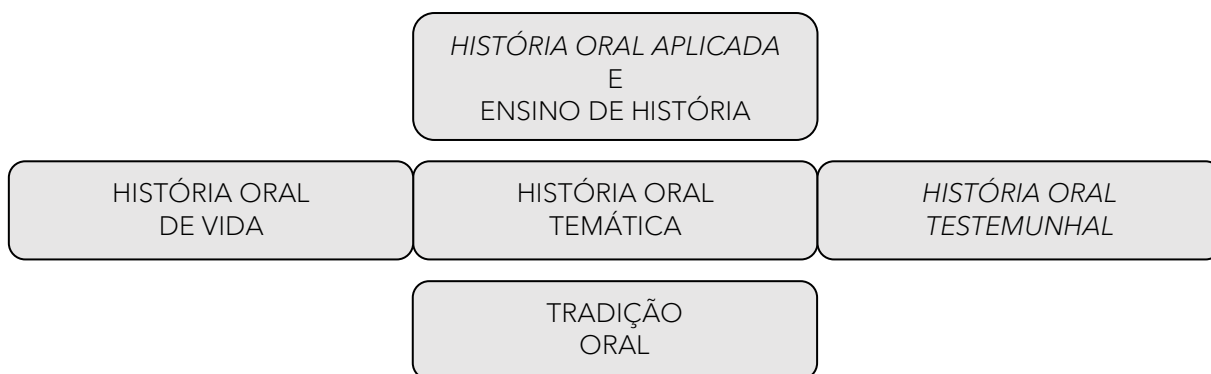 HISTÓRIA ORAL APLICADA
E
ENSINO DE HISTÓRIA
HISTÓRIA ORAL
DE VIDA
HISTÓRIA ORAL
TEMÁTICA
HISTÓRIA ORAL
TESTEMUNHAL
TRADIÇÃO
ORAL